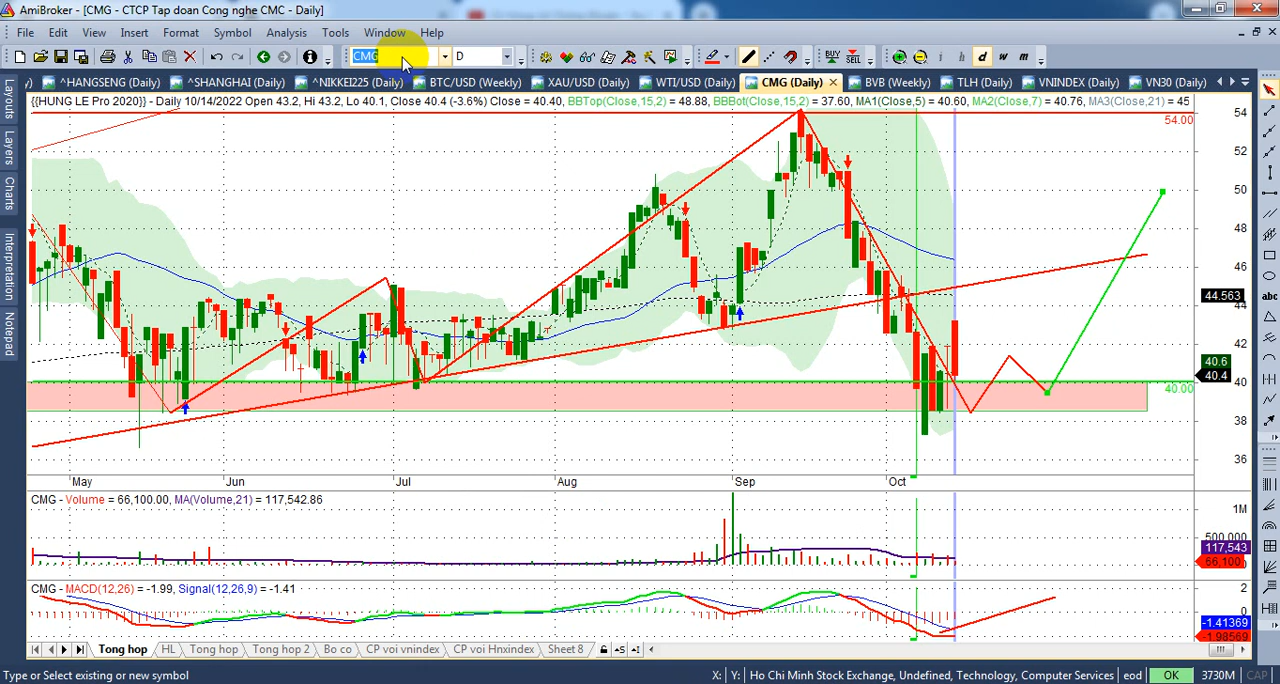 AmiBroker - [CMG - CTCP Tap doan Cong nghe CMC - Daily]
File Edit View Insert Format Symbol Analysis Tools Window Help
CMG D
BUY SELL
i h d w m
^HANGSENG (Daily) ^SHANGHAI (Daily) ^NIKKEI225 (Daily) BTC/USD (Weekly) XAU/USD (Daily) WTI/USD (Daily) CMG (Daily) BVB (Weekly) TLH (Daily) VNINDEX (Daily) VN30 (Daily)
{{HUNG LE Pro 2020}} - Daily 10/14/2022 Open 43.2, Hi 43.2, Lo 40.1, Close 40.4 (-3.6%) Close = 40.40, BBTop(Close,15,2) = 48.88, BBBot(Close,15,2) = 37.60, MA1(Close,5) = 40.60, MA2(Close,7) = 40.76, MA3(Close,21) = 45
Layouts
Layers
Charts
Interpretation
Notepad
54
54.00
52
50
48
46
44.563
44
42
40.6
40.4
40
40.00
38
36
May Jun Jul Aug Sep Oct
CMG - Volume = 66,100.00, MA(Volume,21) = 117,542.86
1M
500,000
117,543
66,100
CMG - MACD(12,26) = -1.99, Signal(12,26,9) = -1.41
2
0
-1.41369
-1.98569
abc
Tong hop HL Tong hop Tong hop 2 Bo co CP voi vnindex CP voi Hnxindex Sheet 8
Type or Select existing or new symbol X: Y: Ho Chi Minh Stock Exchange, Undefined, Technology, Computer Services eod OK 3730M CAP